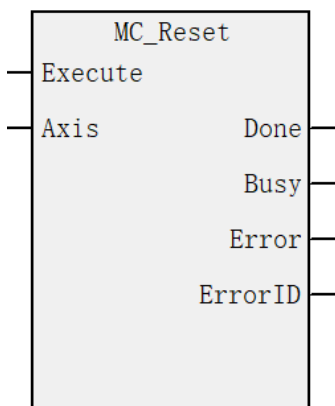 MC_Reset
Execute
Axis Done
Busy
Error
ErrorID